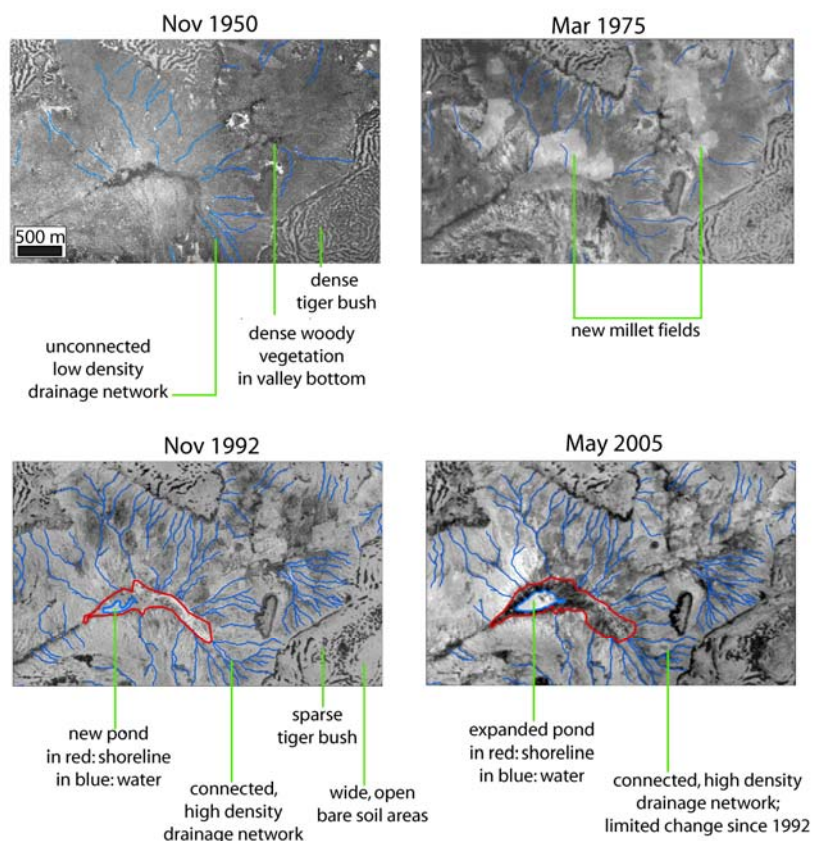 Nov 1950
Mar 1975
500 m
dense
tiger bush
dense woody
vegetation
in valley bottom
unconnected
low density
drainage network
new millet fields
Nov 1992
May 2005
new pond
in red: shoreline
in blue: water
connected,
high density
drainage network
sparse
tiger bush
wide, open
bare soil areas
expanded pond
in red: shoreline
in blue: water
connected, high density
drainage network;
limited change since 1992